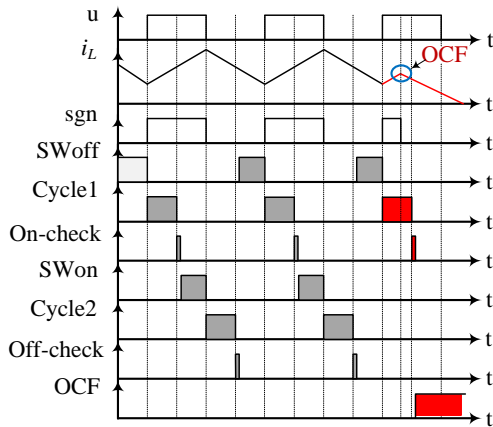 u
t
i_L
OCF
t
sgn
t
SWoff
t
Cycle1
t
On-check
t
SWon
t
Cycle2
t
Off-check
t
OCF
t